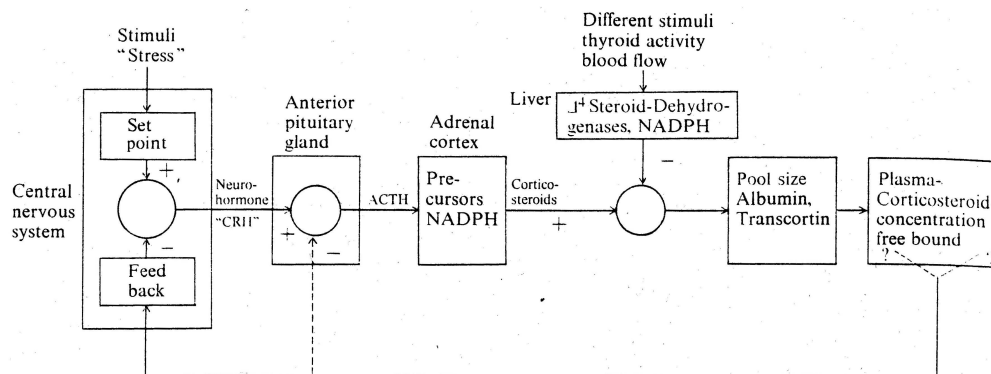 Stimuli
“Stress”
Central
nervous
system
Set
point
+
−
Feed
back
Neuro-
hormone
“CRH”
Anterior
pituitary
gland
+
−
ACTH
Adrenal
cortex
Pre-
cursors
NADPH
Cortico-
steroids
+
Different stimuli
thyroid activity
blood flow
Liver
⅃⁴ Steroid-Dehydro-
genases, NADPH
−
Pool size
Albumin,
Transcortin
Plasma-
Corticosteroid
concentration
free bound
?